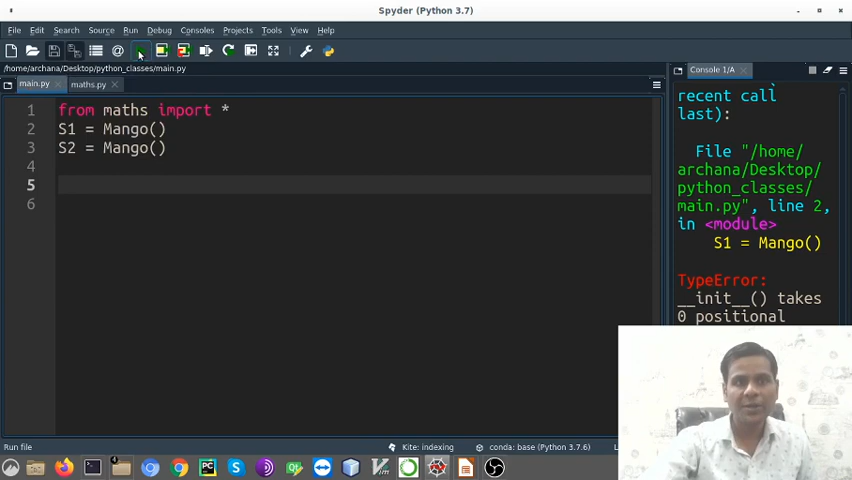 Spyder (Python 3.7)
File Edit Search Source Run Debug Consoles Projects Tools View Help
/home/archana/Desktop/python_classes/main.py
main.py maths.py
Console 1/A
1 from maths import *
2 S1 = Mango()
3 S2 = Mango()
4
5
6
recent call
last):
File "/home/
archana/Desktop/
python_classes/
main.py", line 2,
in <module>
S1 = Mango()
TypeError:
__init__() takes
0 positional
Run file
Kite: indexing
conda: base (Python 3.7.6)